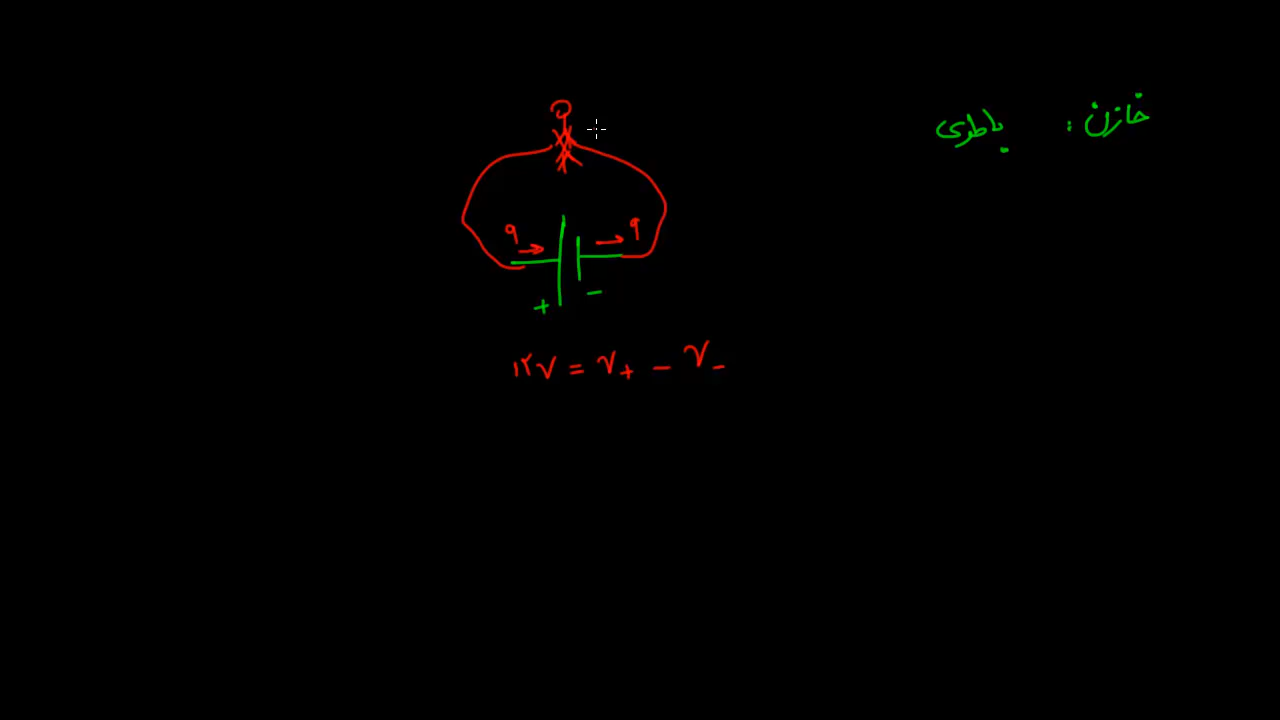 خازن : باطری
q → → q
+ −
۱۲V = V₊ − V₋